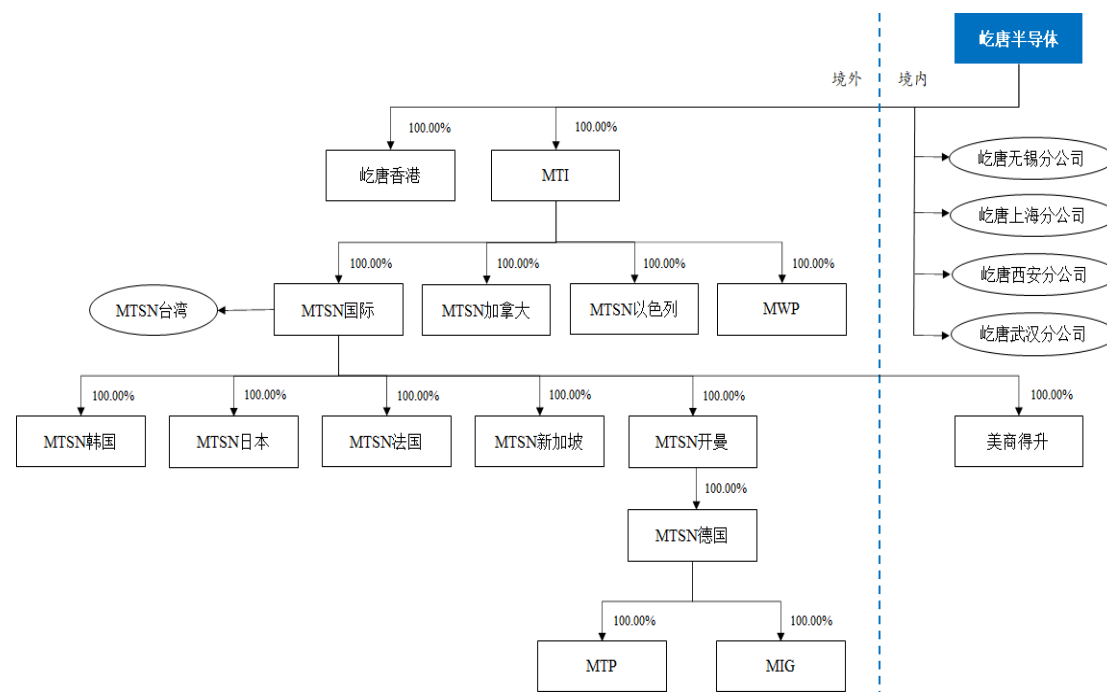 屹唐半导体
境外
境内
100.00%
100.00%
屹唐香港
MTI
屹唐无锡分公司
屹唐上海分公司
屹唐西安分公司
屹唐武汉分公司
100.00%
100.00%
100.00%
100.00%
MTSN台湾
MTSN国际
MTSN加拿大
MTSN以色列
MWP
100.00%
100.00%
100.00%
100.00%
100.00%
100.00%
MTSN韩国
MTSN日本
MTSN法国
MTSN新加坡
MTSN开曼
美商得升
100.00%
MTSN德国
100.00%
100.00%
MTP
MIG